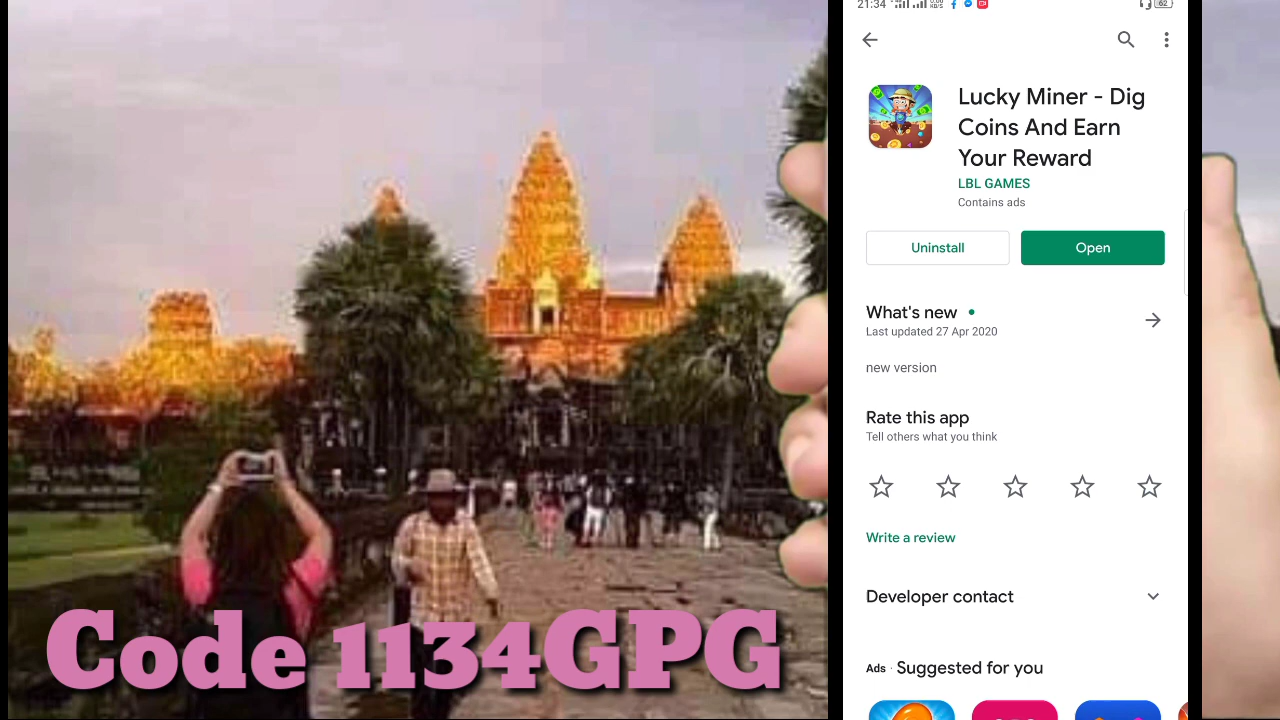 Code 1134GPG
21:34
62
Lucky Miner - Dig
Coins And Earn
Your Reward
LBL GAMES
Contains ads
Uninstall
Open
What's new
Last updated 27 Apr 2020
new version
Rate this app
Tell others what you think
Write a review
Developer contact
Ads · Suggested for you